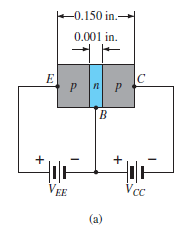 0.150 in.
0.001 in.
E p n p C
B
+ − + −
V_EE V_CC
(a)